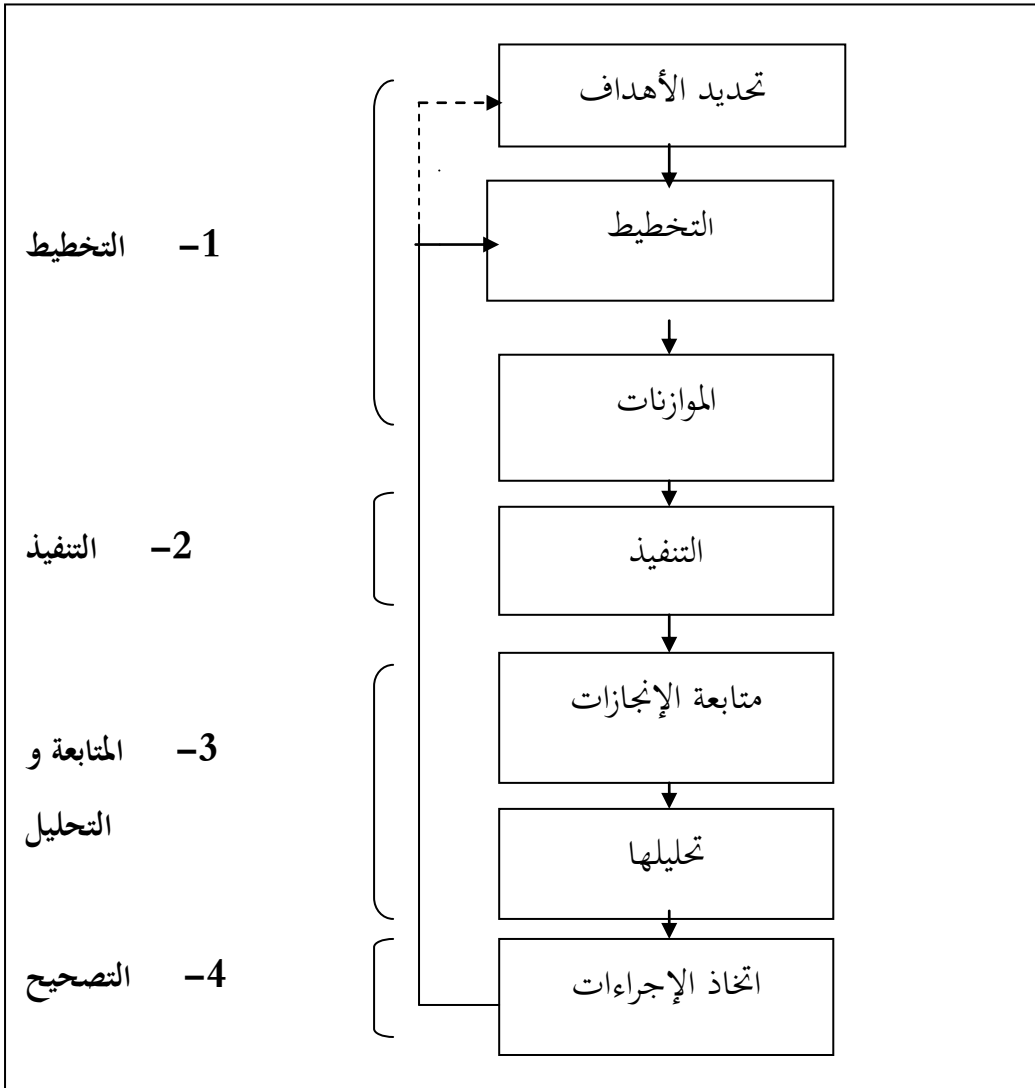 تحديد الأهداف
التخطيط
1- التخطيط
الموازنات
التنفيذ
2- التنفيذ
متابعة الإنجازات
3- المتابعة و
التحليل
تحليلها
اتخاذ الإجراءات
4- التصحيح